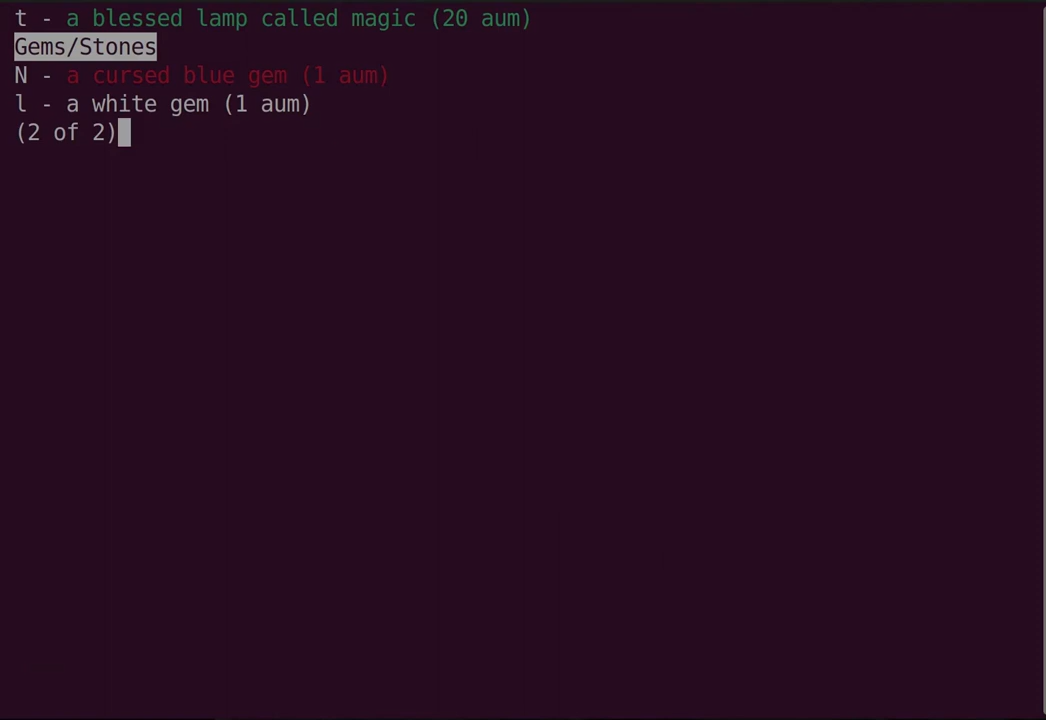 t - a blessed lamp called magic (20 aum)
Gems/Stones
N - a cursed blue gem (1 aum)
l - a white gem (1 aum)
(2 of 2)